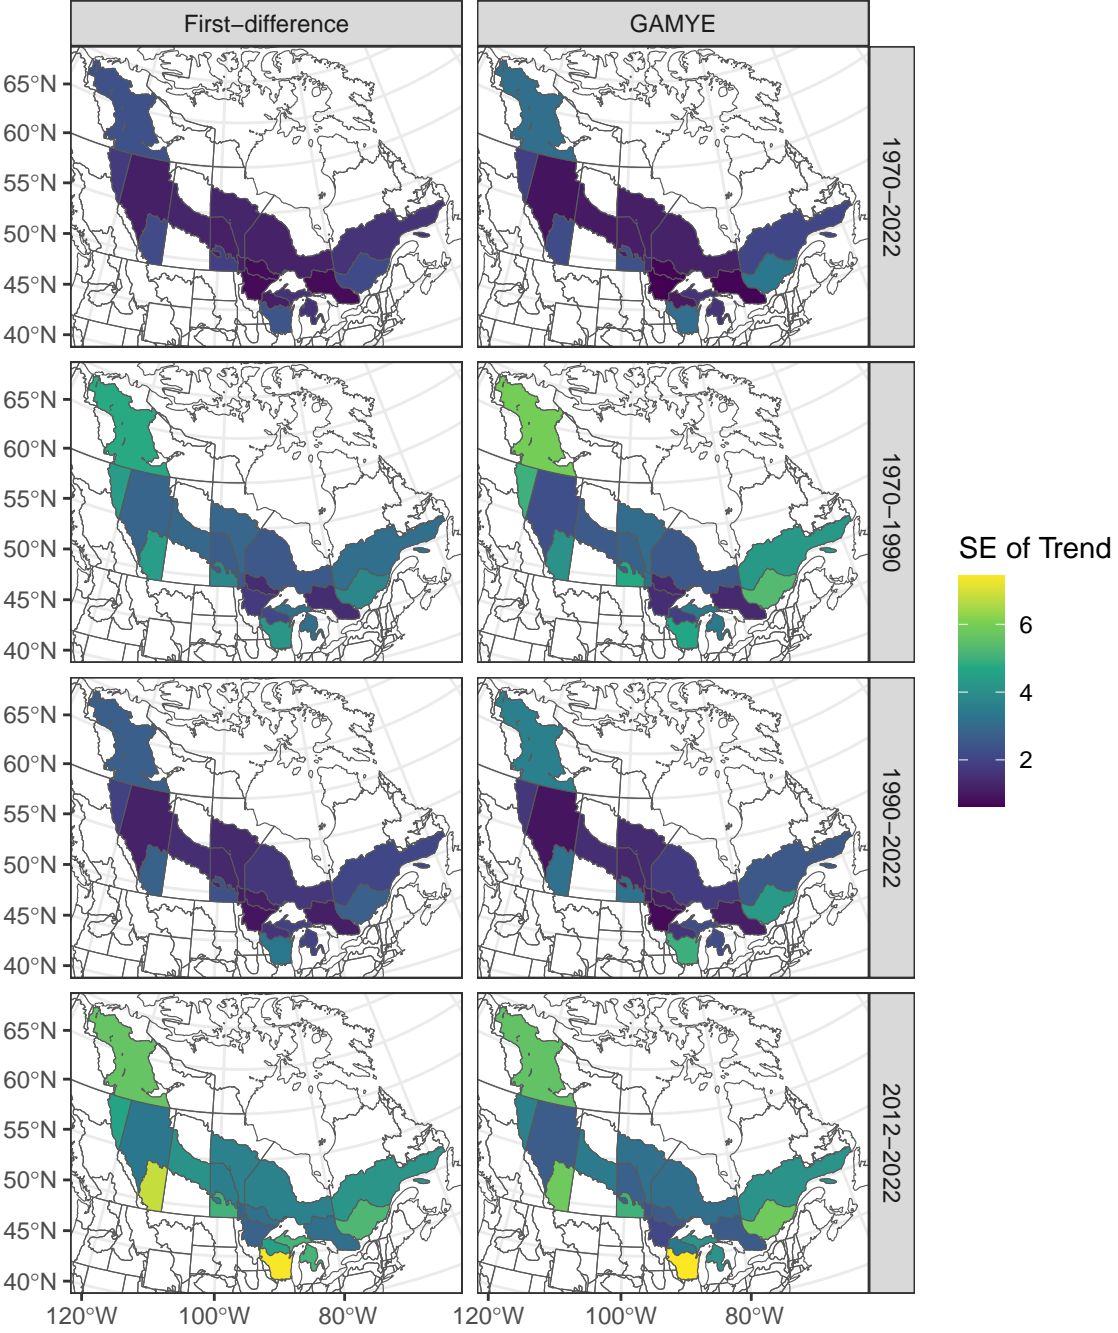 First−difference
GAMYE
65°N
60°N
55°N
50°N
45°N
40°N
1970−2022
65°N
60°N
55°N
50°N
45°N
40°N
1970−1990
65°N
60°N
55°N
50°N
45°N
40°N
1990−2022
65°N
60°N
55°N
50°N
45°N
40°N
2012−2022
120°W
100°W
80°W
120°W
100°W
80°W
SE of Trend
6
4
2